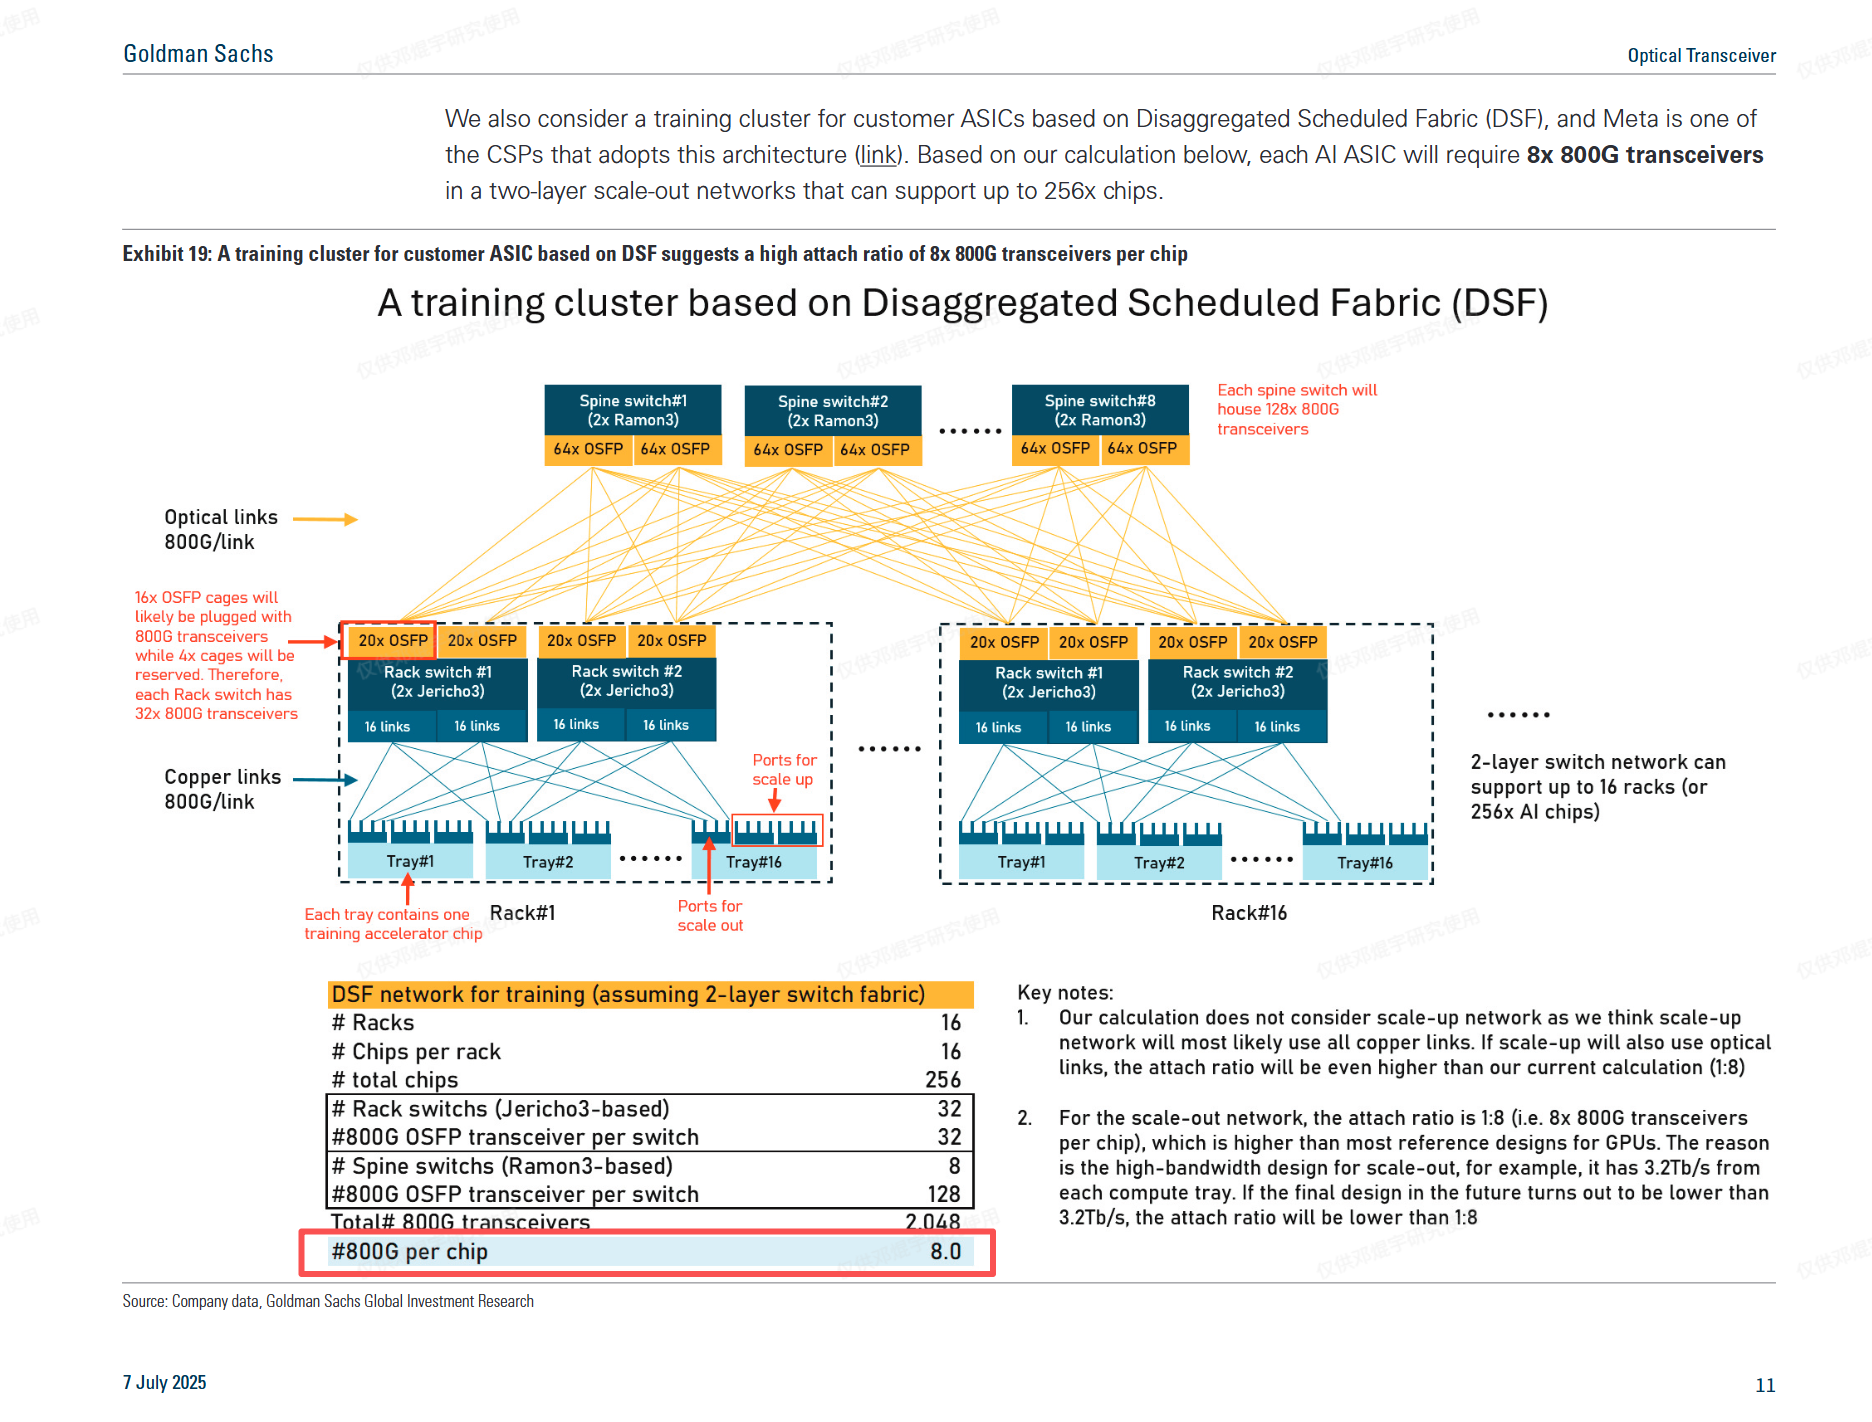 Goldman Sachs
Optical Transceiver
We also consider a training cluster for customer ASICs based on Disaggregated Scheduled Fabric (DSF), and Meta is one of
the CSPs that adopts this architecture (link). Based on our calculation below, each AI ASIC will require 8x 800G transceivers
in a two-layer scale-out networks that can support up to 256x chips.
Exhibit 19: A training cluster for customer ASIC based on DSF suggests a high attach ratio of 8x 800G transceivers per chip
A training cluster based on Disaggregated Scheduled Fabric (DSF)
Spine switch#1
(2x Ramon3)
64x OSFP 64x OSFP
Spine switch#2
(2x Ramon3)
64x OSFP 64x OSFP
Spine switch#8
(2x Ramon3)
64x OSFP 64x OSFP
Each spine switch will
house 128x 800G
transceivers
Optical links
800G/link
16x OSFP cages will
likely be plugged with
800G transceivers
while 4x cages will be
reserved. Therefore,
each Rack switch has
32x 800G transceivers
20x OSFP 20x OSFP 20x OSFP 20x OSFP
Rack switch #1
(2x Jericho3)
Rack switch #2
(2x Jericho3)
16 links 16 links 16 links 16 links
20x OSFP 20x OSFP 20x OSFP 20x OSFP
Rack switch #1
(2x Jericho3)
Rack switch #2
(2x Jericho3)
16 links 16 links 16 links 16 links
Copper links
800G/link
Ports for
scale up
2-layer switch network can
support up to 16 racks (or
256x AI chips)
Tray#1 Tray#2 Tray#16
Tray#1 Tray#2 Tray#16
Each tray contains one
training accelerator chip
Rack#1
Ports for
scale out
Rack#16
DSF network for training (assuming 2-layer switch fabric)
# Racks 16
# Chips per rack 16
# total chips 256
# Rack switchs (Jericho3-based) 32
#800G OSFP transceiver per switch 32
# Spine switchs (Ramon3-based) 8
#800G OSFP transceiver per switch 128
Total# 800G transceivers 2,048
#800G per chip 8.0
Key notes:
1. Our calculation does not consider scale-up network as we think scale-up
network will most likely use all copper links. If scale-up will also use optical
links, the attach ratio will be even higher than our current calculation (1:8)
2. For the scale-out network, the attach ratio is 1:8 (i.e. 8x 800G transceivers
per chip), which is higher than most reference designs for GPUs. The reason
is the high-bandwidth design for scale-out, for example, it has 3.2Tb/s from
each compute tray. If the final design in the future turns out to be lower than
3.2Tb/s, the attach ratio will be lower than 1:8
Source: Company data, Goldman Sachs Global Investment Research
7 July 2025
11
仅供邓焜宇研究使用